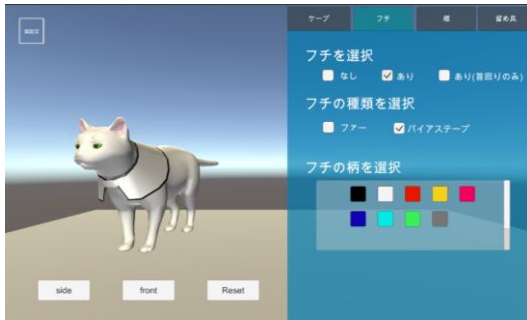 ケープ フチ 襟 留め具
フチを選択
なし あり あり(首回りのみ)
フチの種類を選択
ファー バイアステープ
フチの柄を選択
side front Reset